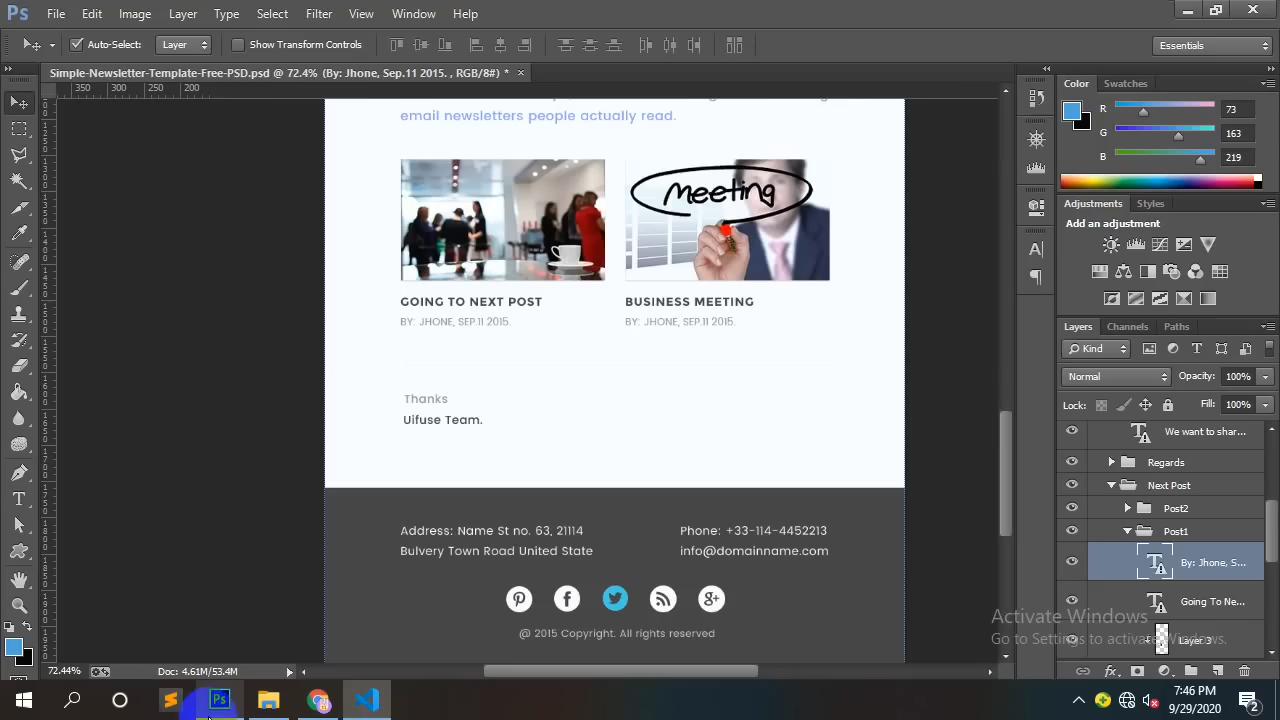 Ps File Edit Image Layer Type Select Filter View Window Help
Auto-Select: Layer Show Transform Controls Essentials
Simple-Newsletter-Template-Free-PSD.psd @ 72.4% (By: Jhone, Sep.11 2015. , RGB/8#) * ×
350 300 250 200
Color Swatches
R 73
G 163
B 219
Adjustments Styles
Add an adjustment
Layers Channels Paths
Kind
Normal Opacity: 100%
Lock: Fill: 100%
We want to shar...
Regards
Next Post
Post2
Post1
By: Jhone, S...
Going To Ne...
Layer 3
email newsletters people actually read.
meeting
GOING TO NEXT POST
BY: JHONE, SEP.11 2015.
BUSINESS MEETING
BY: JHONE, SEP.11 2015.
Thanks
Uifuse Team.
Address: Name St no. 63, 21114
Bulvery Town Road United State
Phone: +33-114-4452213
info@domainname.com
@ 2015 Copyright. All rights reserved
Activate Windows
Go to Settings to activate Windows.
72.44% Doc: 4.61M/53.4M
Ps
7:46 PM
9/29/2020
2